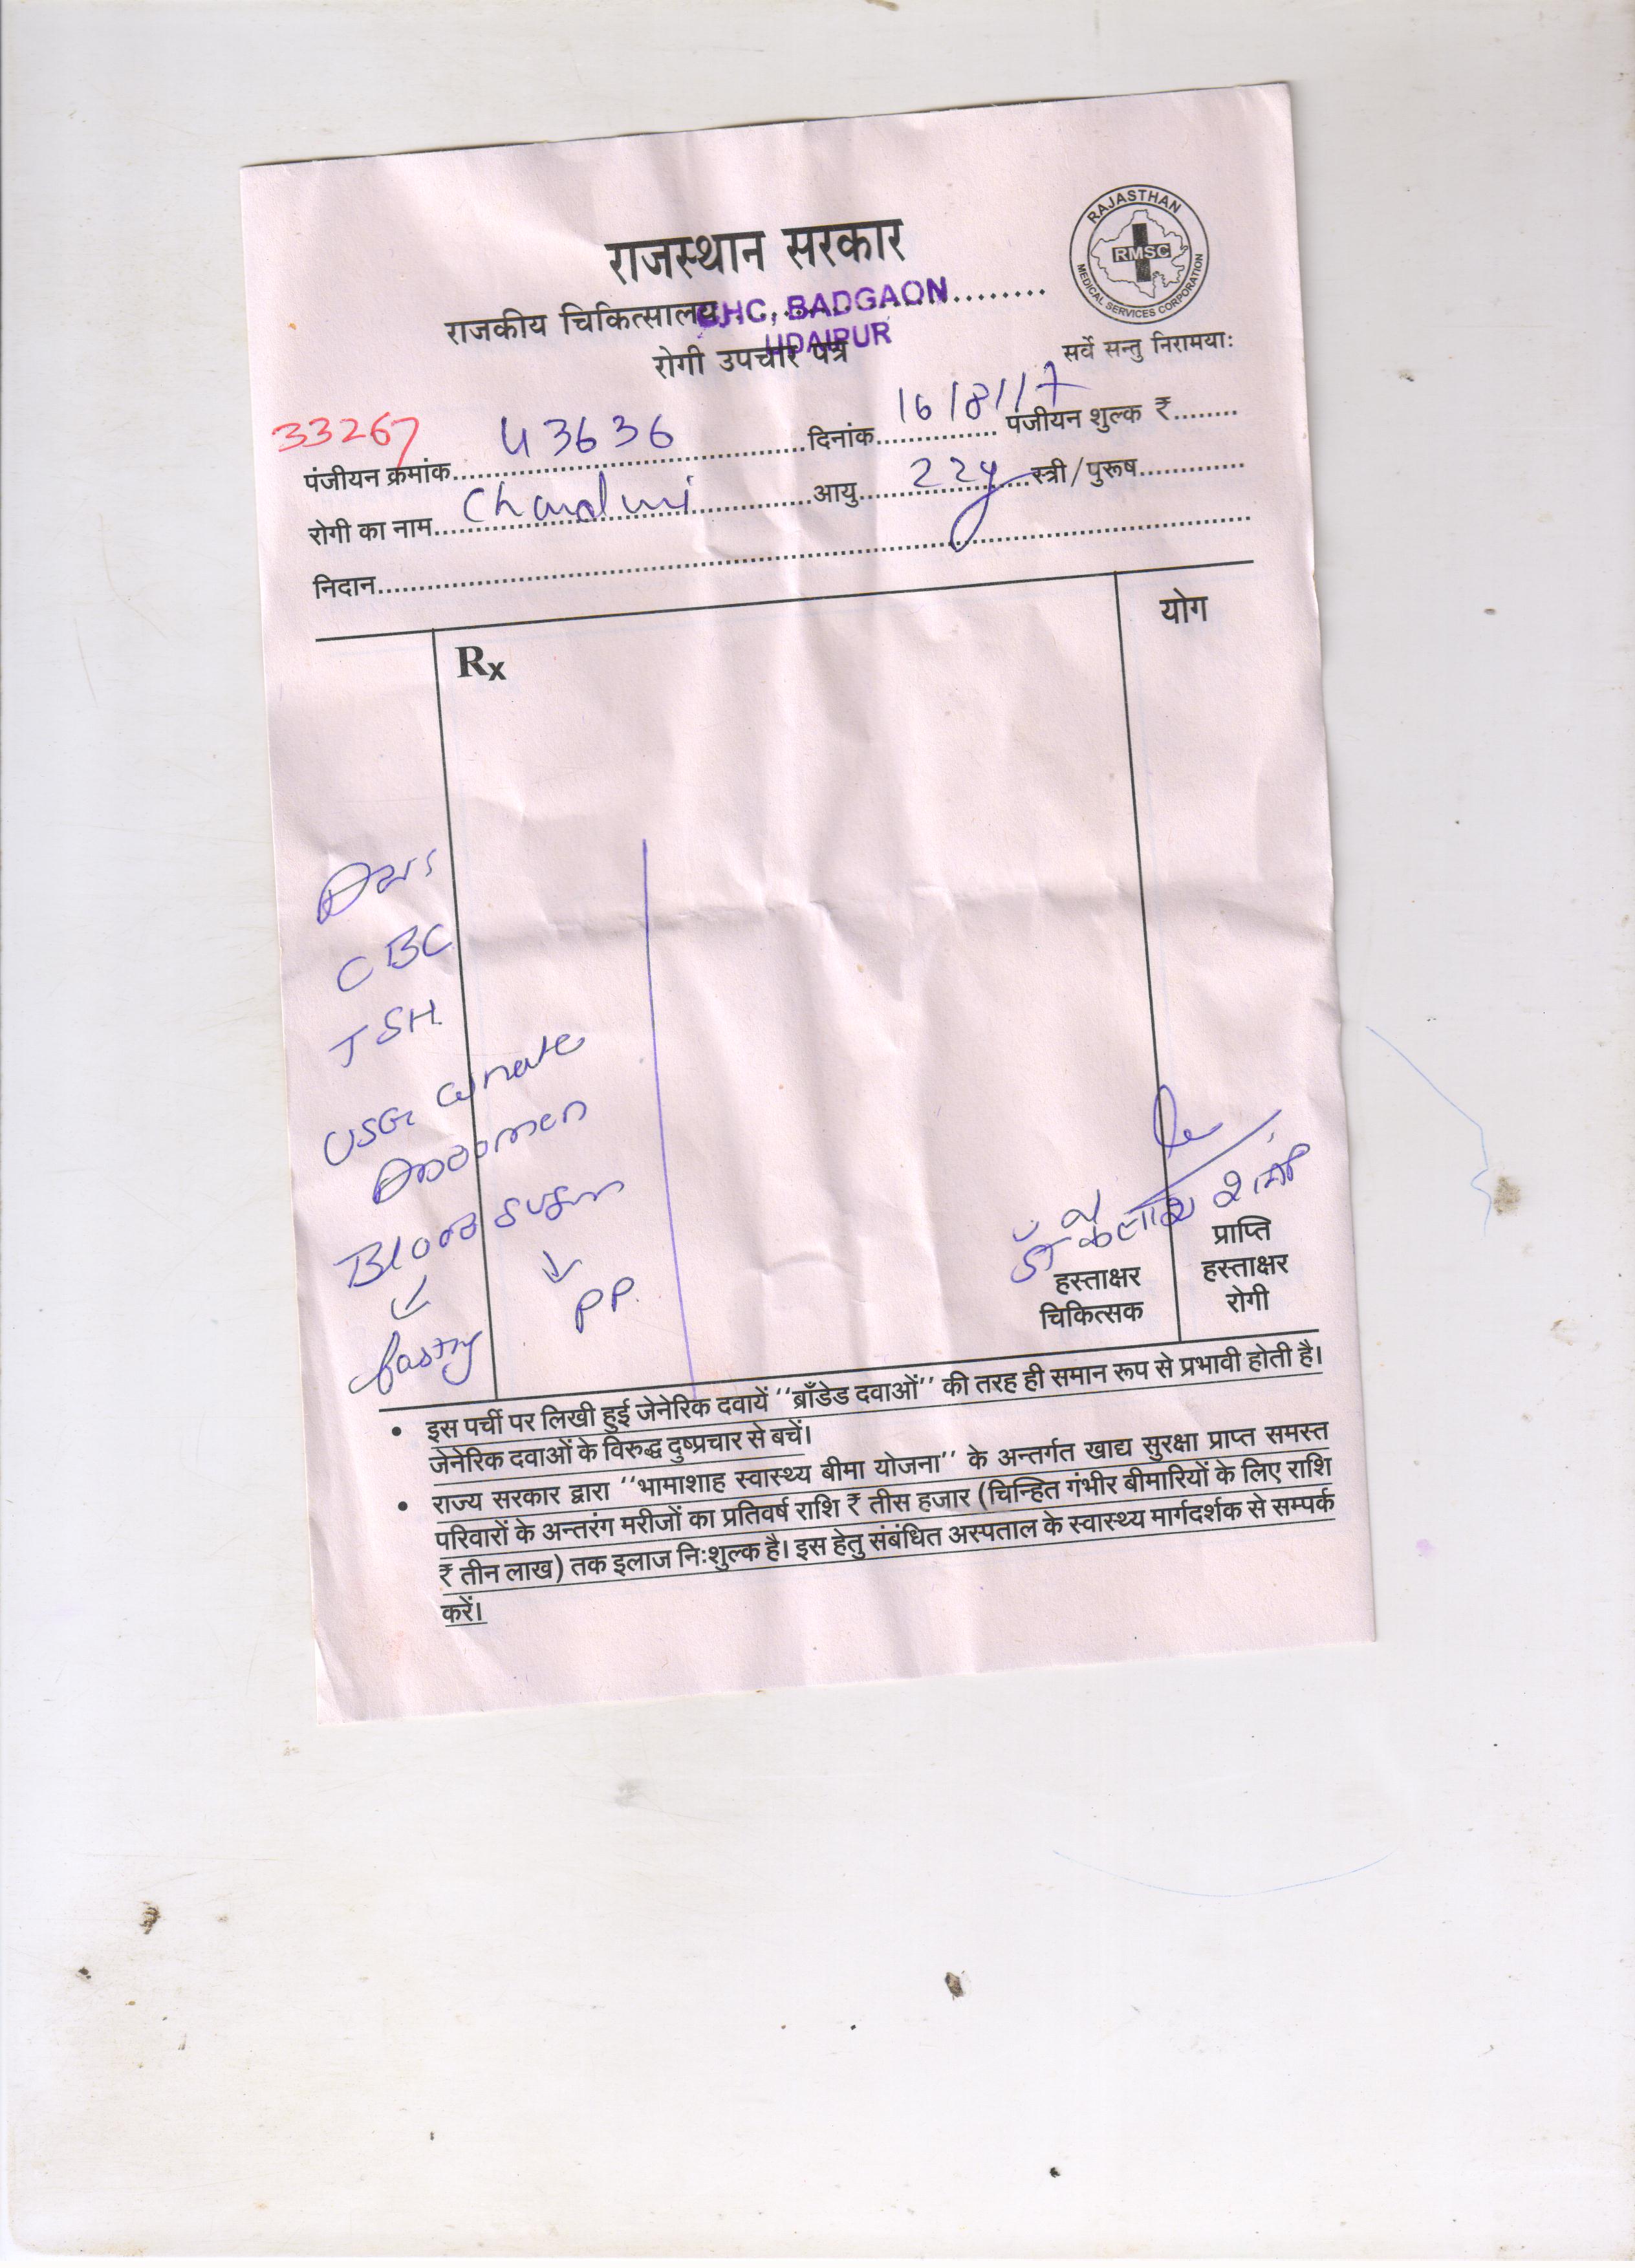 राजस्थान सरकार
RAJASTHAN
RMSC
MEDICAL SERVICES CORPORATION
राजकीय चिकित्सालय CHC, BADGAON
UDAIPUR
रोगी उपचार पत्र
सर्वे सन्तु निरामयाः
33267
पंजीयन क्रमांक 43636 दिनांक 16/8/17 पंजीयन शुल्क ₹
रोगी का नाम आयु 22y स्त्री/पुरूष
निदान
Rx योग
CBC
TSH
USG
Blood sugar
fasting PP
डॉ कैलाश शर्मा
हस्ताक्षर
चिकित्सक
प्राप्ति
हस्ताक्षर
रोगी
• इस पर्ची पर लिखी हुई जेनेरिक दवायें ''ब्राँडेड दवाओं'' की तरह ही समान रूप से प्रभावी होती है।
जेनेरिक दवाओं के विरुद्ध दुष्प्रचार से बचें।
• राज्य सरकार द्वारा ''भामाशाह स्वास्थ्य बीमा योजना'' के अन्तर्गत खाद्य सुरक्षा प्राप्त समस्त
परिवारों के अन्तरंग मरीजों का प्रतिवर्ष राशि ₹ तीस हजार (चिन्हित गंभीर बीमारियों के लिए राशि
₹ तीन लाख) तक इलाज निःशुल्क है। इस हेतु संबंधित अस्पताल के स्वास्थ्य मार्गदर्शक से सम्पर्क
करें।